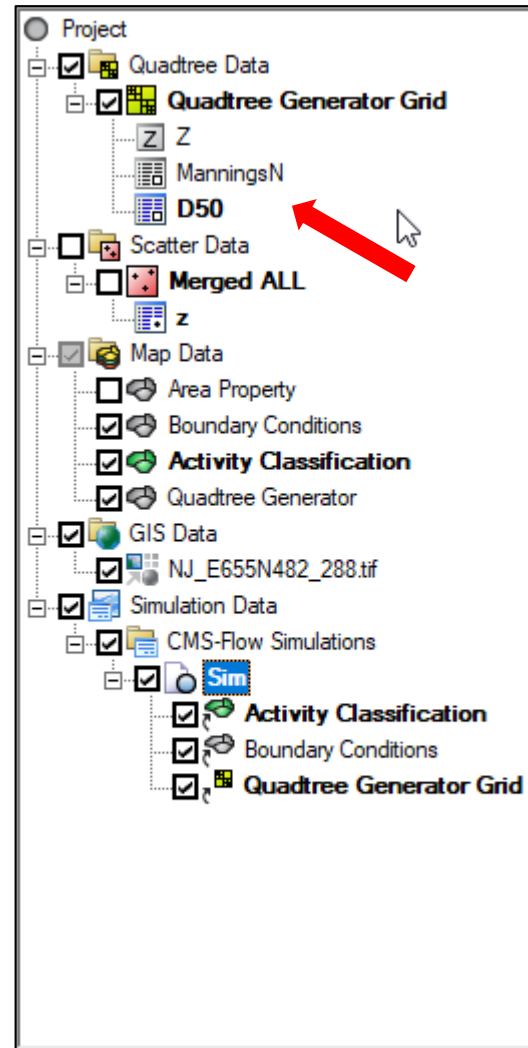 Project
Quadtree Data
Quadtree Generator Grid
Z Z
ManningsN
D50
Scatter Data
Merged ALL
z
Map Data
Area Property
Boundary Conditions
Activity Classification
Quadtree Generator
GIS Data
NJ_E655N482_288.tif
Simulation Data
CMS-Flow Simulations
Sim
Activity Classification
Boundary Conditions
Quadtree Generator Grid